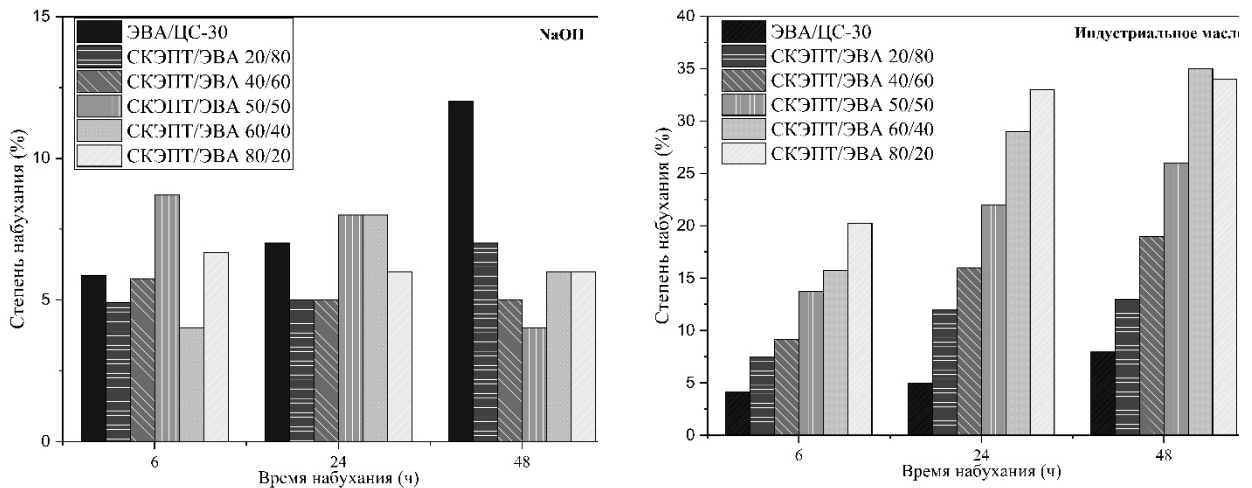 15
10
5
0
Степень набухания (%)
ЭВА/ЦС-30
СКЭПТ/ЭВА 20/80
СКЭПТ/ЭВА 40/60
СКЭПТ/ЭВА 50/50
СКЭПТ/ЭВА 60/40
СКЭПТ/ЭВА 80/20
NaOH
6 24 48
Время набухания (ч)
40
35
30
25
20
15
10
5
0
Степень набухания (%)
ЭВА/ЦС-30
СКЭПТ/ЭВА 20/80
СКЭПТ/ЭВА 40/60
СКЭПТ/ЭВА 50/50
СКЭПТ/ЭВА 60/40
СКЭПТ/ЭВА 80/20
Индустриальное масло
6 24 48
Время набухания (ч)